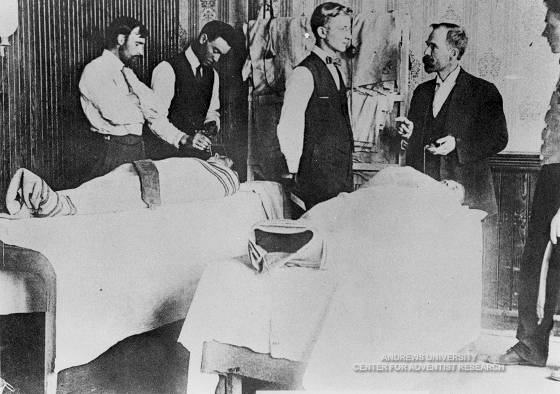 ANDREWS UNIVERSITY
CENTER FOR ADVENTIST RESEARCH